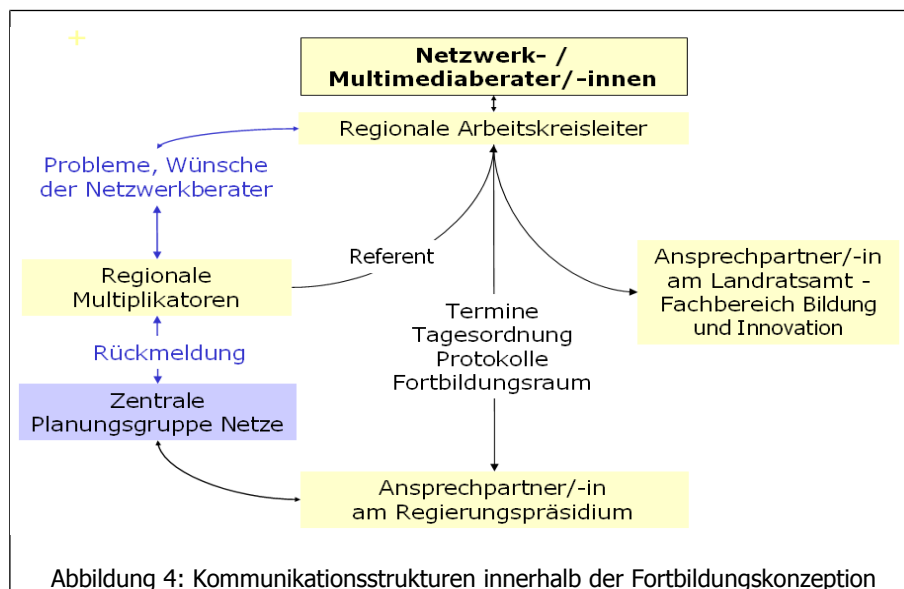 Netzwerk- /
Multimediaberater/-innen
Regionale Arbeitskreisleiter
Probleme, Wünsche
der Netzwerkberater
Referent
Regionale
Multiplikatoren
Ansprechpartner/-in
am Landratsamt -
Fachbereich Bildung
und Innovation
Termine
Tagesordnung
Protokolle
Fortbildungsraum
Rückmeldung
Zentrale
Planungsgruppe Netze
Ansprechpartner/-in
am Regierungspräsidium
Abbildung 4: Kommunikationsstrukturen innerhalb der Fortbildungskonzeption